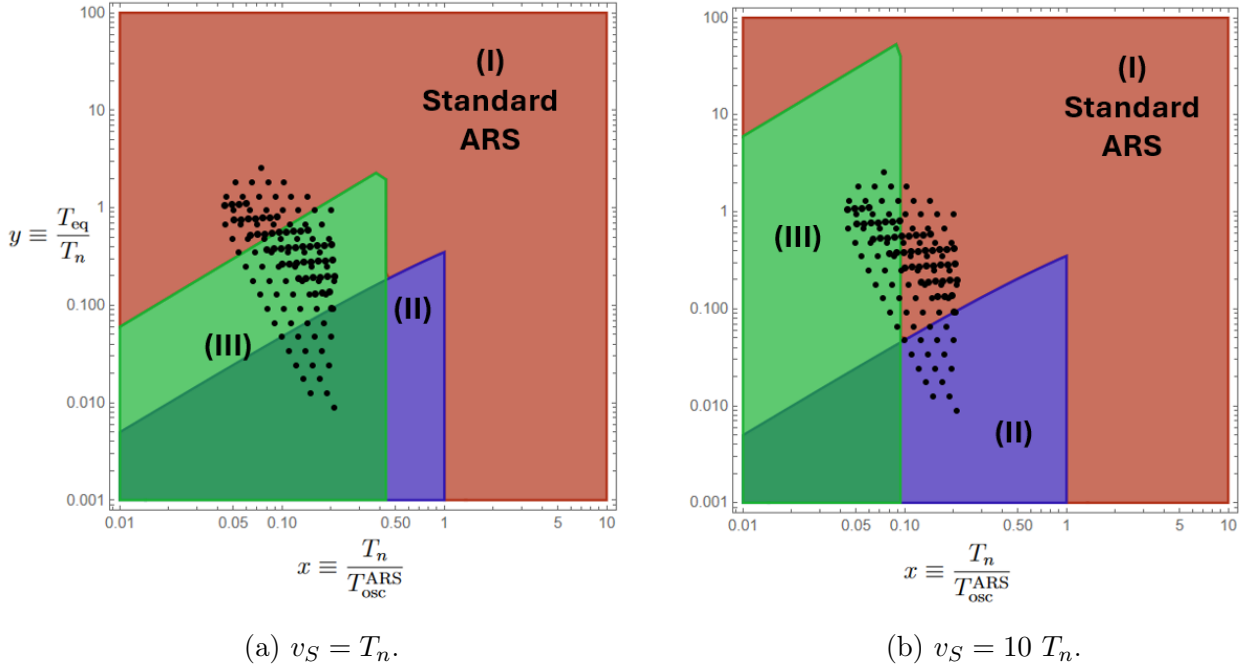 100
10
1
0.100
0.010
0.001
0.01
0.05
0.10
0.50
1
5
10
(I)
Standard
ARS
(II)
(III)
y ≡ T_eq / T_n
x ≡ T_n / T_osc^ARS
(a) v_S = T_n.
100
10
1
0.100
0.010
0.001
0.01
0.05
0.10
0.50
1
5
10
(I)
Standard
ARS
(III)
(II)
x ≡ T_n / T_osc^ARS
(b) v_S = 10 T_n.